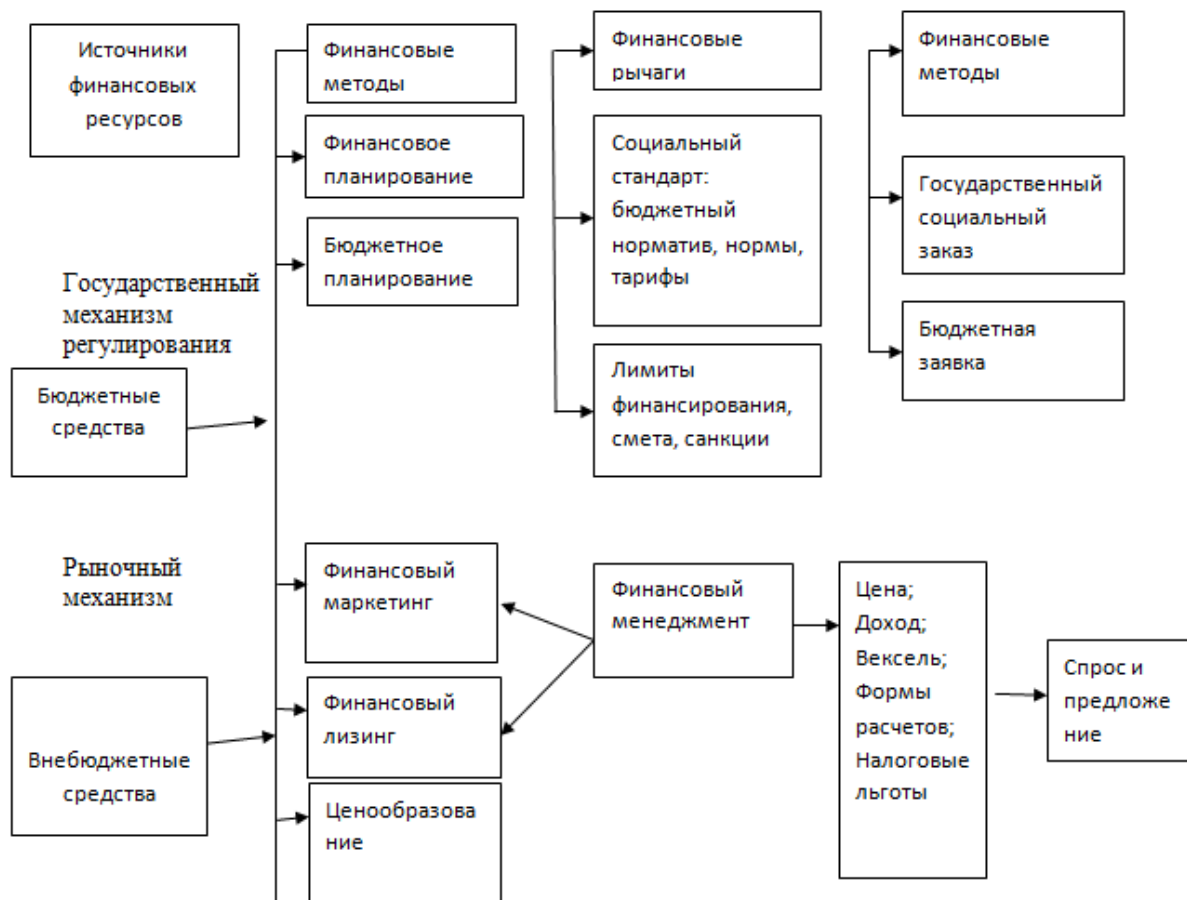 Источники
финансовых
ресурсов
Финансовые
методы
Финансовые
рычаги
Финансовые
методы
Финансовое
планирование
Социальный
стандарт:
бюджетный
норматив, нормы,
тарифы
Государственный
социальный
заказ
Бюджетное
планирование
Государственный
механизм
регулирования
Бюджетная
заявка
Бюджетные
средства
Лимиты
финансирования,
смета, санкции
Рыночный
механизм
Финансовый
маркетинг
Финансовый
менеджмент
Цена;
Доход;
Вексель;
Формы
расчетов;
Налоговые
льготы
Спрос и
предложе
ние
Внебюджетные
средства
Финансовый
лизинг
Ценообразова
ние